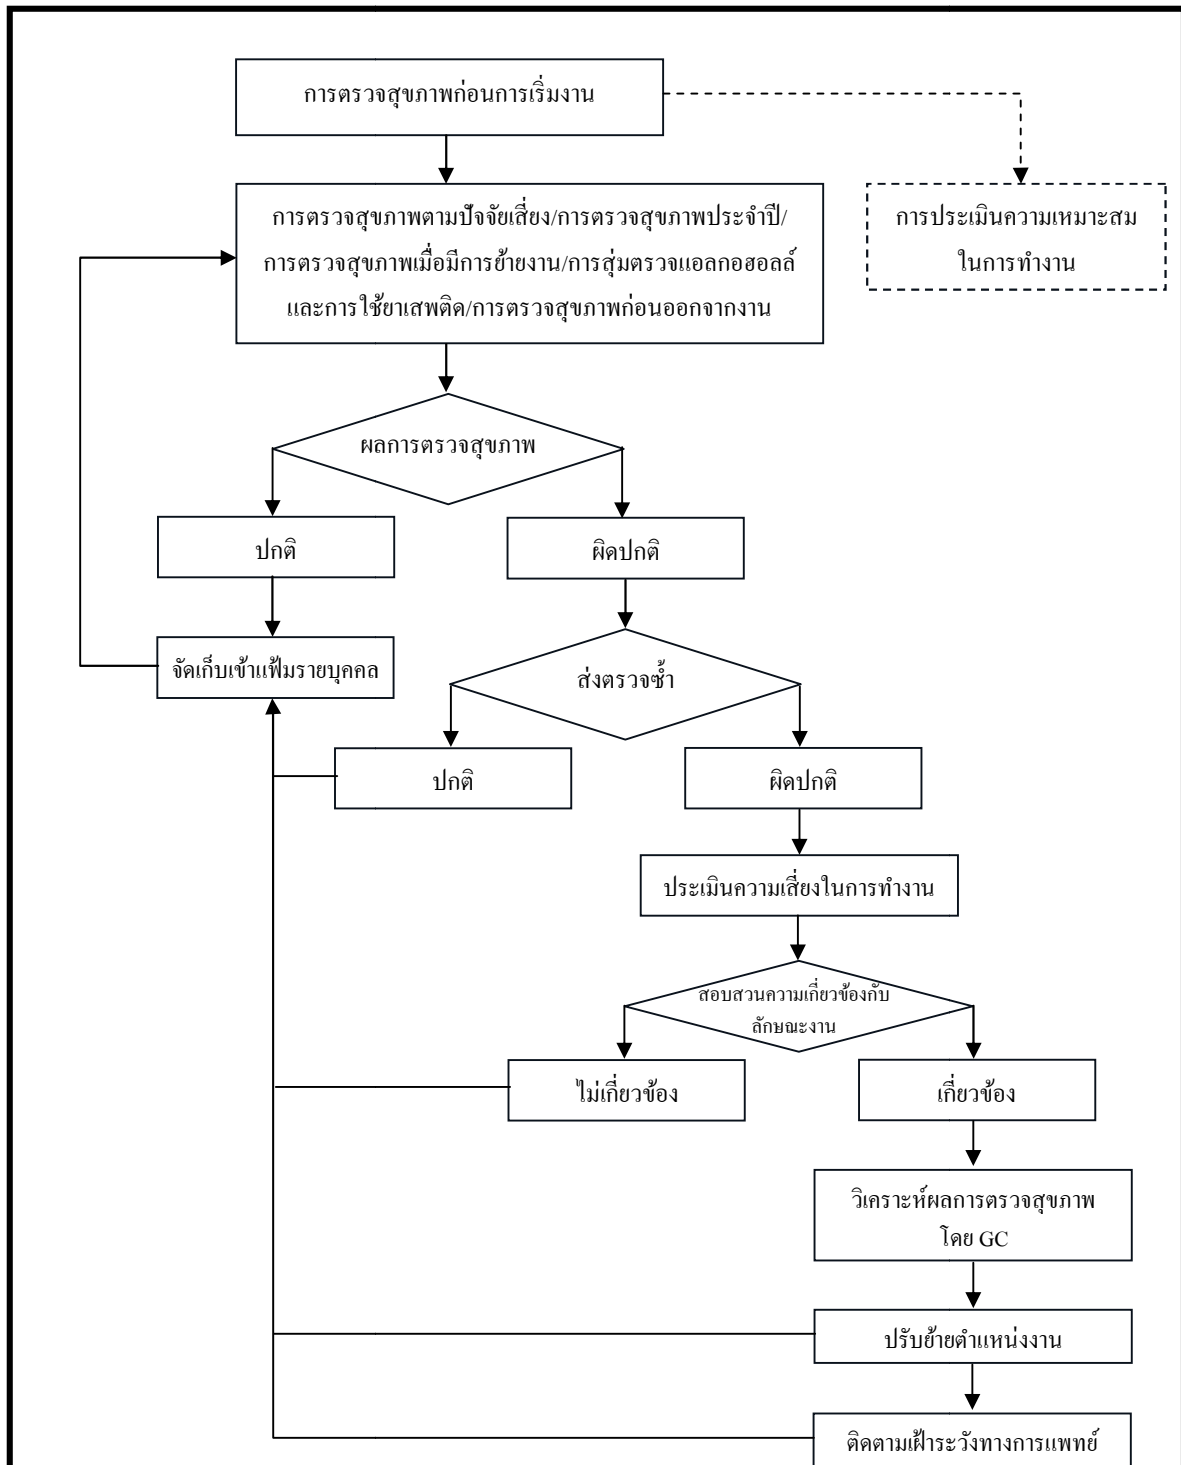 การตรวจสุขภาพก่อนการเริ่มงาน
การตรวจสุขภาพตามปัจจัยเสี่ยง/การตรวจสุขภาพประจำปี/
การตรวจสุขภาพเมื่อมีการย้ายงาน/การสุ่มตรวจแอลกอฮอลล์
และการใช้ยาเสพติด/การตรวจสุขภาพก่อนออกจากงาน
การประเมินความเหมาะสม
ในการทำงาน
ผลการตรวจสุขภาพ
ปกติ
ผิดปกติ
จัดเก็บเข้าแฟ้มรายบุคคล
ส่งตรวจซ้ำ
ปกติ
ผิดปกติ
ประเมินความเสี่ยงในการทำงาน
สอบสวนความเกี่ยวข้องกับ
ลักษณะงาน
ไม่เกี่ยวข้อง
เกี่ยวข้อง
วิเคราะห์ผลการตรวจสุขภาพ
โดย GC
ปรับย้ายตำแหน่งงาน
ติดตามเฝ้าระวังทางการแพทย์